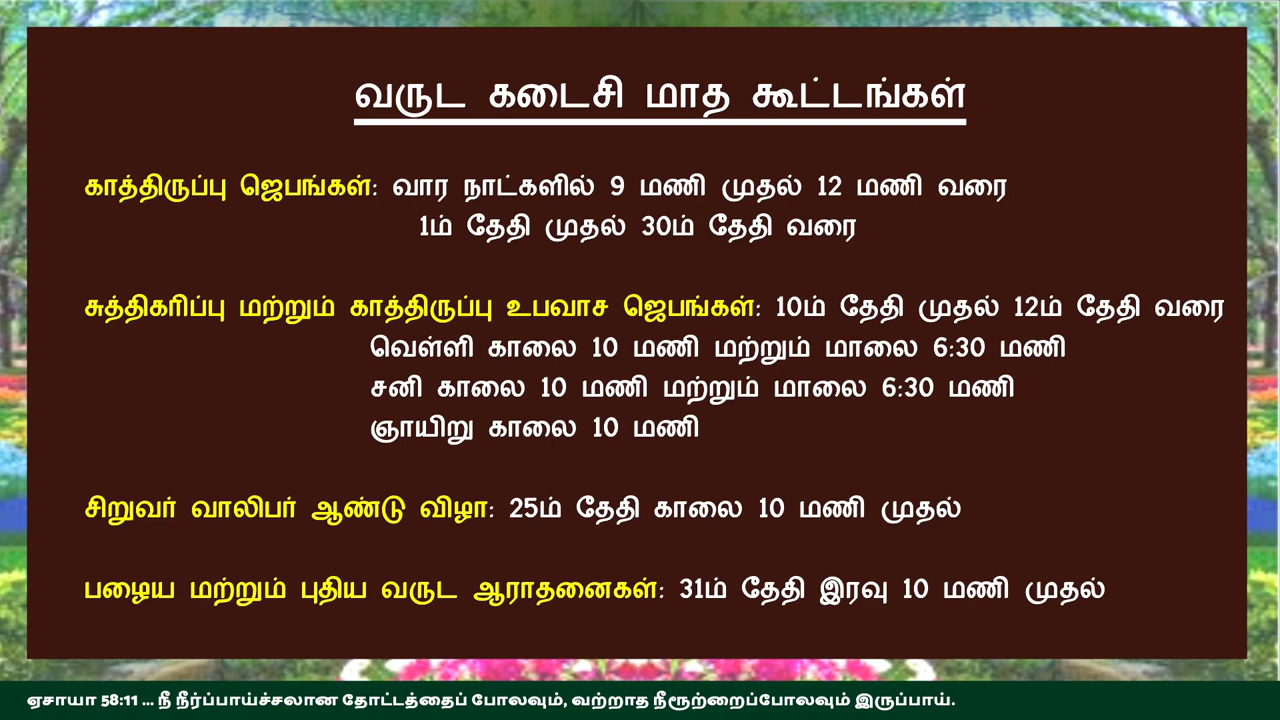 வருட கடைசி மாத கூட்டங்கள்
காத்திருப்பு ஜெபங்கள்: வார நாட்களில் 9 மணி முதல் 12 மணி வரை
1ம் தேதி முதல் 30ம் தேதி வரை
சுத்திகரிப்பு மற்றும் காத்திருப்பு உபவாச ஜெபங்கள்: 10ம் தேதி முதல் 12ம் தேதி வரை
வெள்ளி காலை 10 மணி மற்றும் மாலை 6:30 மணி
சனி காலை 10 மணி மற்றும் மாலை 6:30 மணி
ஞாயிறு காலை 10 மணி
சிறுவர் வாலிபர் ஆண்டு விழா: 25ம் தேதி காலை 10 மணி முதல்
பழைய மற்றும் புதிய வருட ஆராதனைகள்: 31ம் தேதி இரவு 10 மணி முதல்
ஏசாயா 58:11 ... நீ நீர்ப்பாய்ச்சலான தோட்டத்தைப் போலவும், வற்றாத நீரூற்றைப்போலவும் இருப்பாய்.